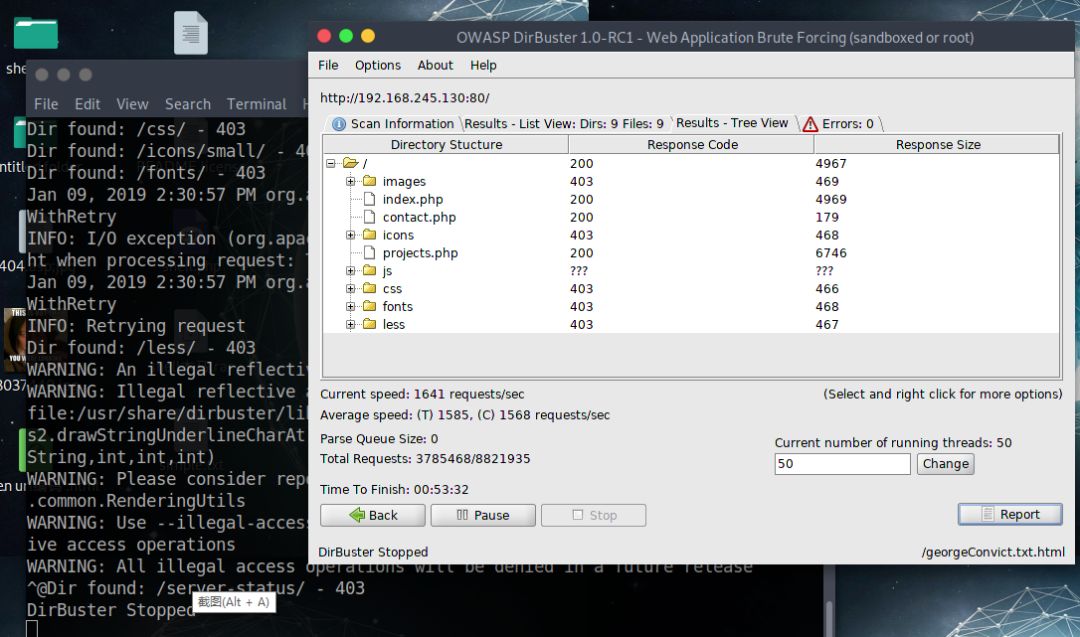 she
OWASP DirBuster 1.0-RC1 - Web Application Brute Forcing (sandboxed or root)
File Options About Help
http://192.168.245.130:80/
Scan Information Results - List View: Dirs: 9 Files: 9 Results - Tree View Errors: 0
Directory Stucture Response Code Response Size
/ 200 4967
images 403 469
index.php 200 4969
contact.php 200 179
icons 403 468
projects.php 200 6746
js ??? ???
css 403 466
fonts 403 468
less 403 467
Current speed: 1641 requests/sec (Select and right click for more options)
Average speed: (T) 1585, (C) 1568 requests/sec
Parse Queue Size: 0 Current number of running threads: 50
Total Requests: 3785468/8821935 50 Change
Time To Finish: 00:53:32
Back Pause Stop Report
DirBuster Stopped /georgeConvict.txt.html
File Edit View Search Terminal H
Dir found: /css/ - 403
Dir found: /icons/small/ - 40
Dir found: /fonts/ - 403
Jan 09, 2019 2:30:57 PM org.a
WithRetry
INFO: I/O exception (org.apac
ht when processing request:
Jan 09, 2019 2:30:57 PM org.a
WithRetry
INFO: Retrying request
Dir found: /less/ - 403
WARNING: An illegal reflectiv
WARNING: Illegal reflective a
file:/usr/share/dirbuster/lib
s2.drawStringUnderlineCharAt
String,int,int,int)
WARNING: Please consider repo
.common.RenderingUtils
WARNING: Use --illegal-access
ive access operations
WARNING: All illegal access operations will be denied in a future release
^@Dir found: /server-status/ - 403
DirBuster Stopped
截图(Alt + A)